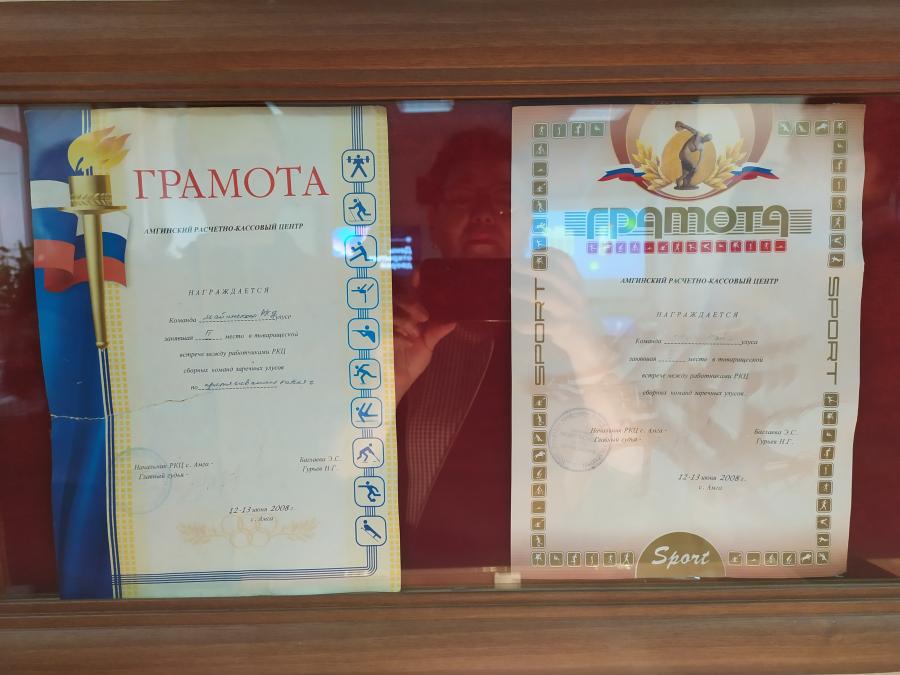 ГРАМОТА
АМГИНСКИЙ РАСЧЕТНО-КАССОВЫЙ ЦЕНТР
НАГРАЖДАЕТСЯ
Команда РКЦ улусе
занявшая II место в товарищеской
встрече между работниками РКЦ
сборных команд заречных улусов
по
Начальник РКЦ с. Амга -
Баглаева Э.С.
Главный судья -
Гурьев Н.Г.
12-13 июня 2008 г.
с. Амга
ГРАМОТА
АМГИНСКИЙ РАСЧЕТНО-КАССОВЫЙ ЦЕНТР
НАГРАЖДАЕТСЯ
Команда улуса
занявшая место в товарищеской
встрече между работниками РКЦ
сборных команд заречных улусов
Начальник РКЦ с. Амга -
Баглаева Э.С.
Главный судья -
Гурьев Н.Г.
12-13 июня 2008 г.
с. Амга
SPORT
SPORT
Sport